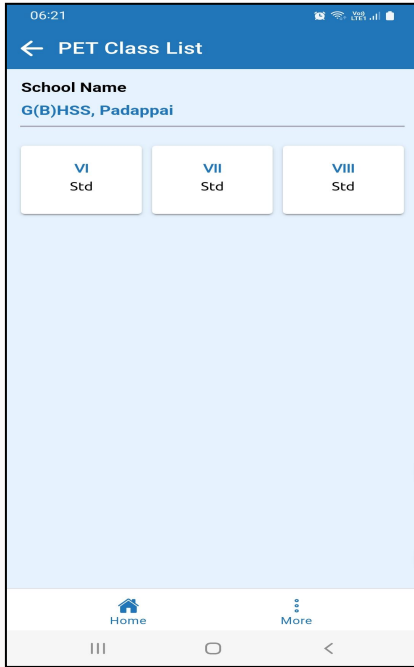 06:21
PET Class List
School Name
G(B)HSS, Padappai
VI VII VIII
Std Std Std
Home More